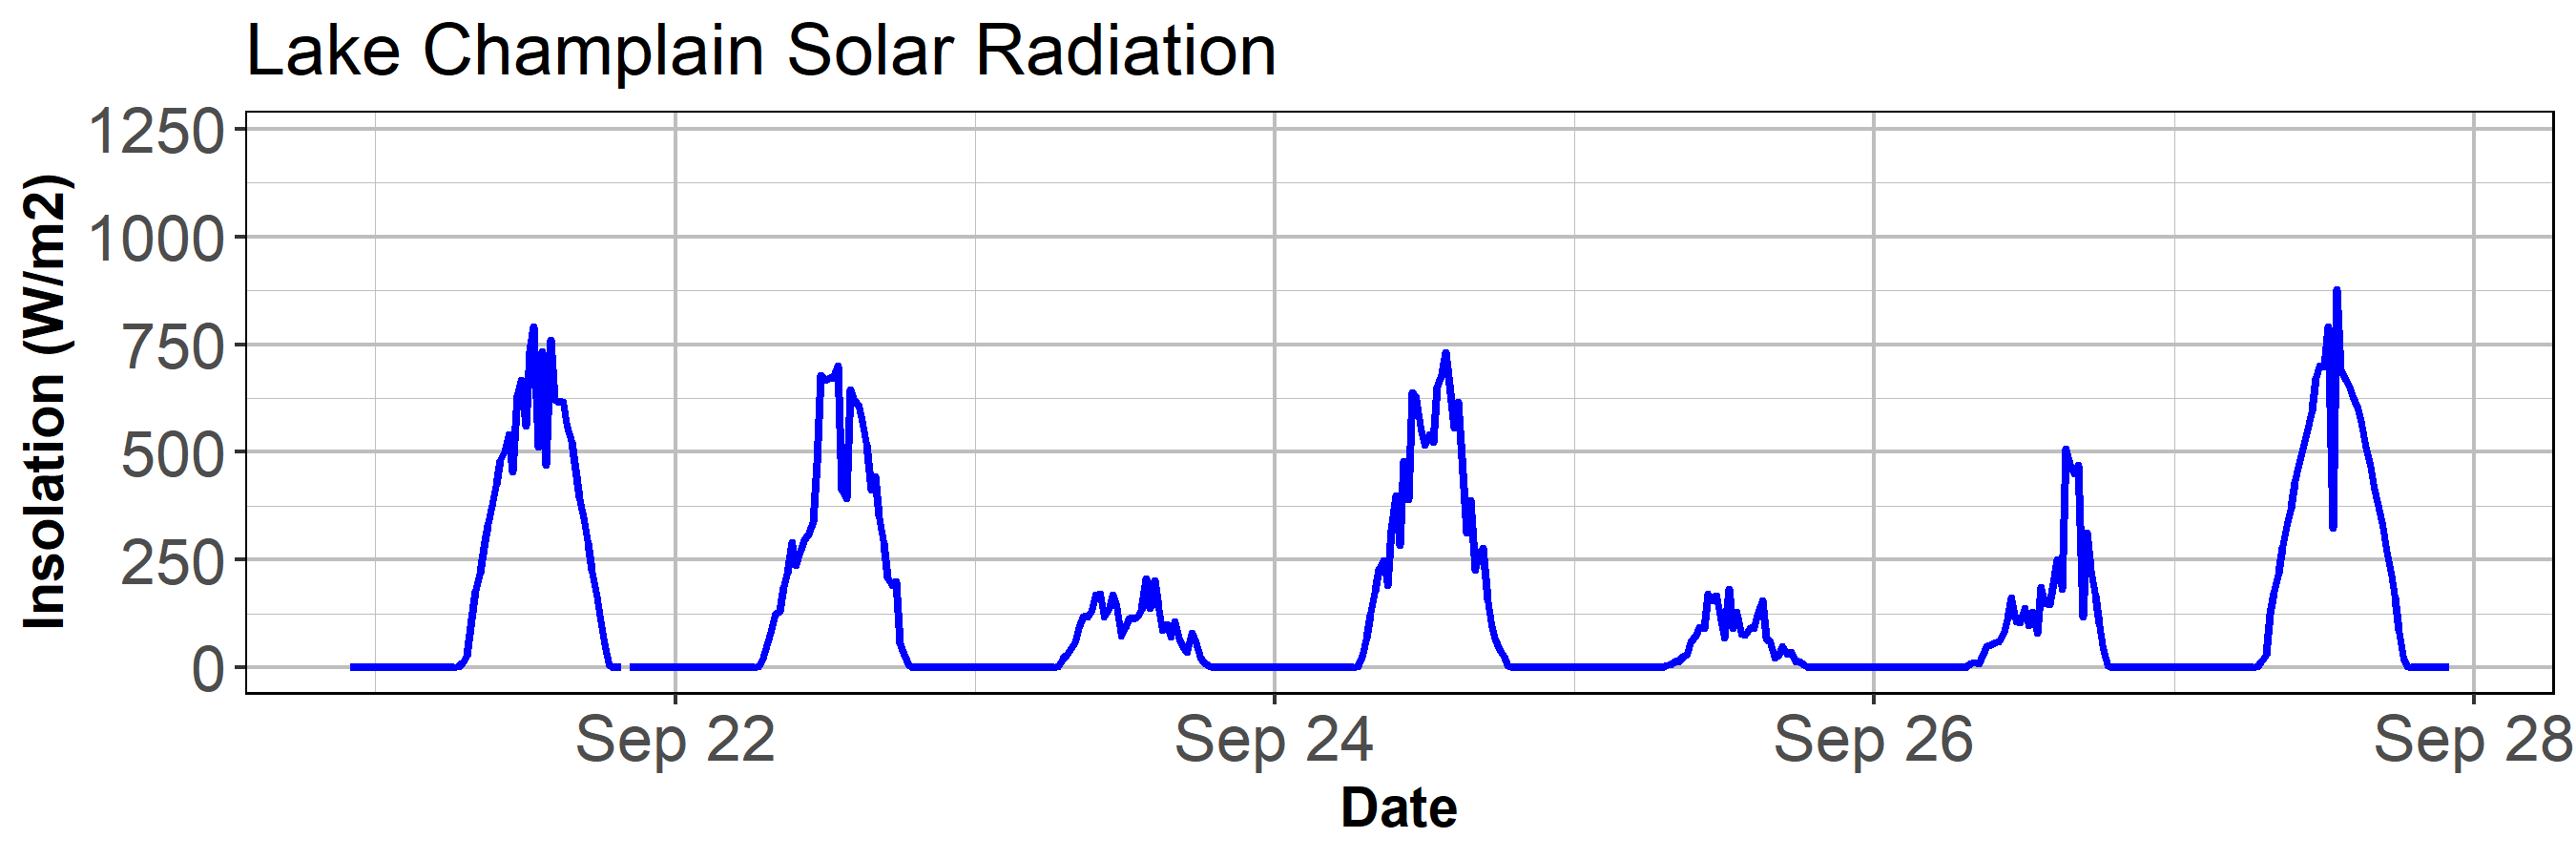 Lake Champlain Solar Radiation
1250
1000
750
500
250
0
Insolation (W/m2)
Sep 22 Sep 24 Sep 26 Sep 28
Date